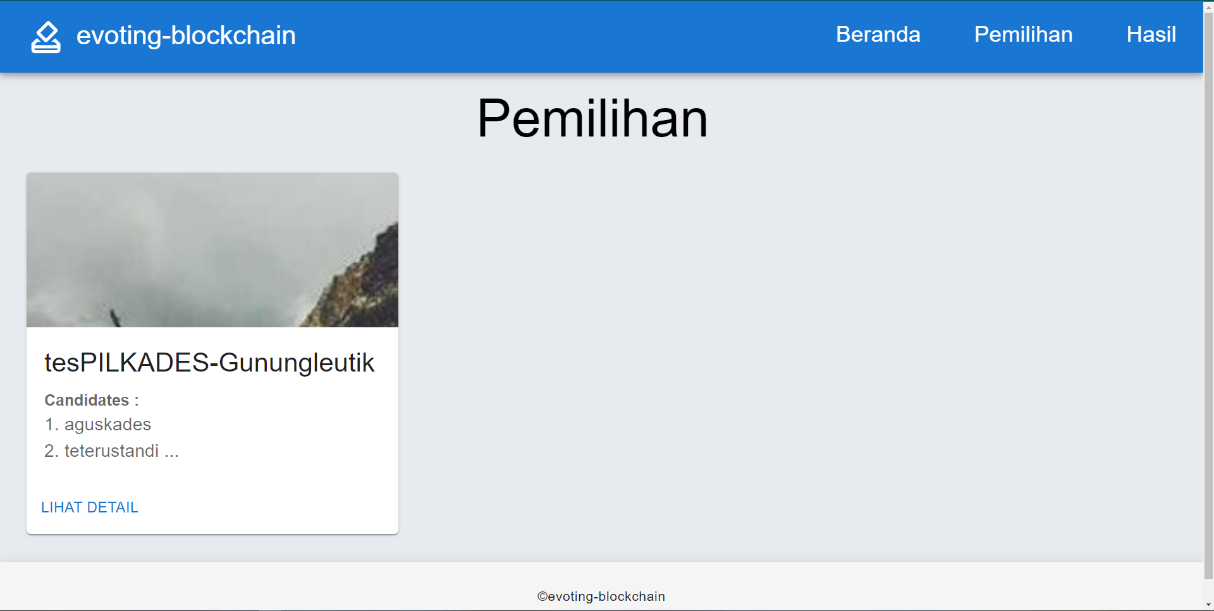 evoting-blockchain
Beranda
Pemilihan
Hasil
Pemilihan
tesPILKADES-Gunungleutik
Candidates :
1. aguskades
2. teterustandi ...
LIHAT DETAIL
©evoting-blockchain